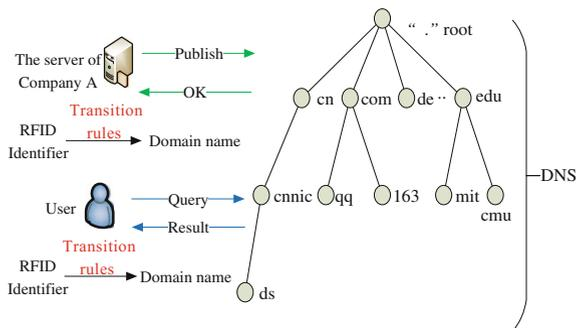 “ .” root
The server of
Company A
Publish
OK
Transition
rules
RFID
Identifier
Domain name
cn
com
de
··
edu
User
Query
Result
cnnic
qq
163
mit
cmu
DNS
Transition
rules
RFID
Identifier
Domain name
ds